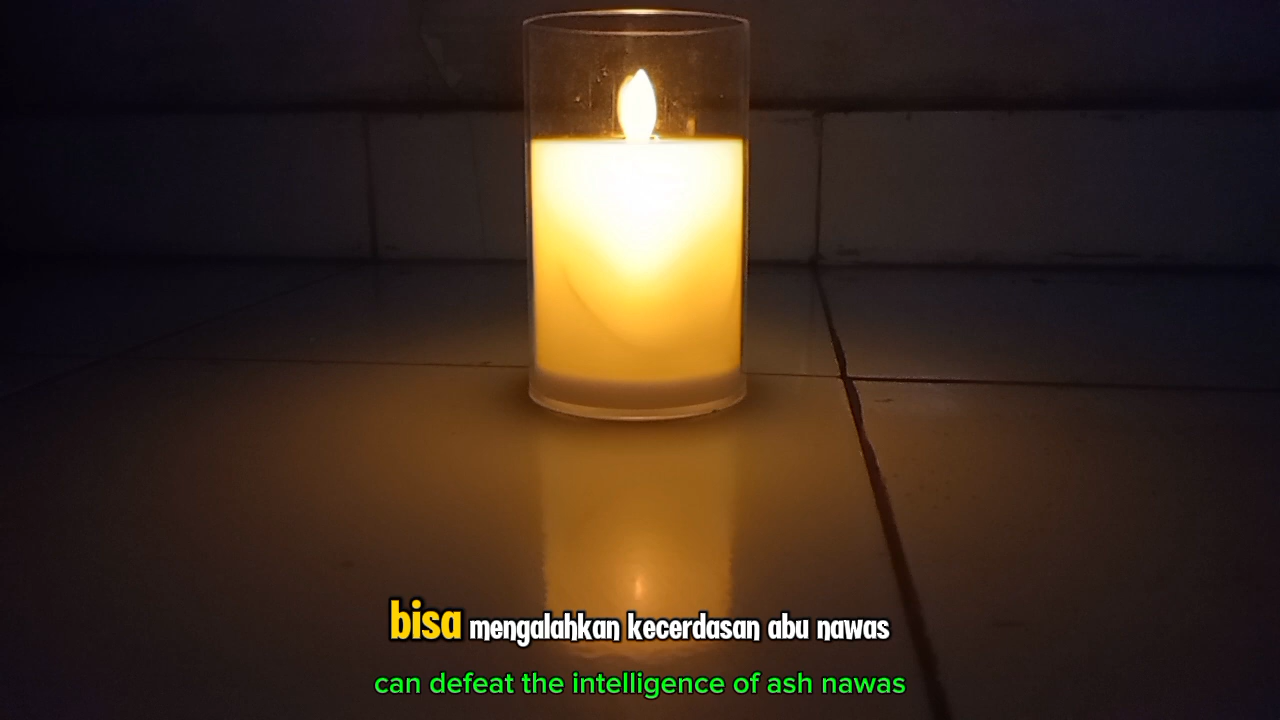 bisa mengalahkan kecerdasan abu nawas
can defeat the intelligence of ash nawas